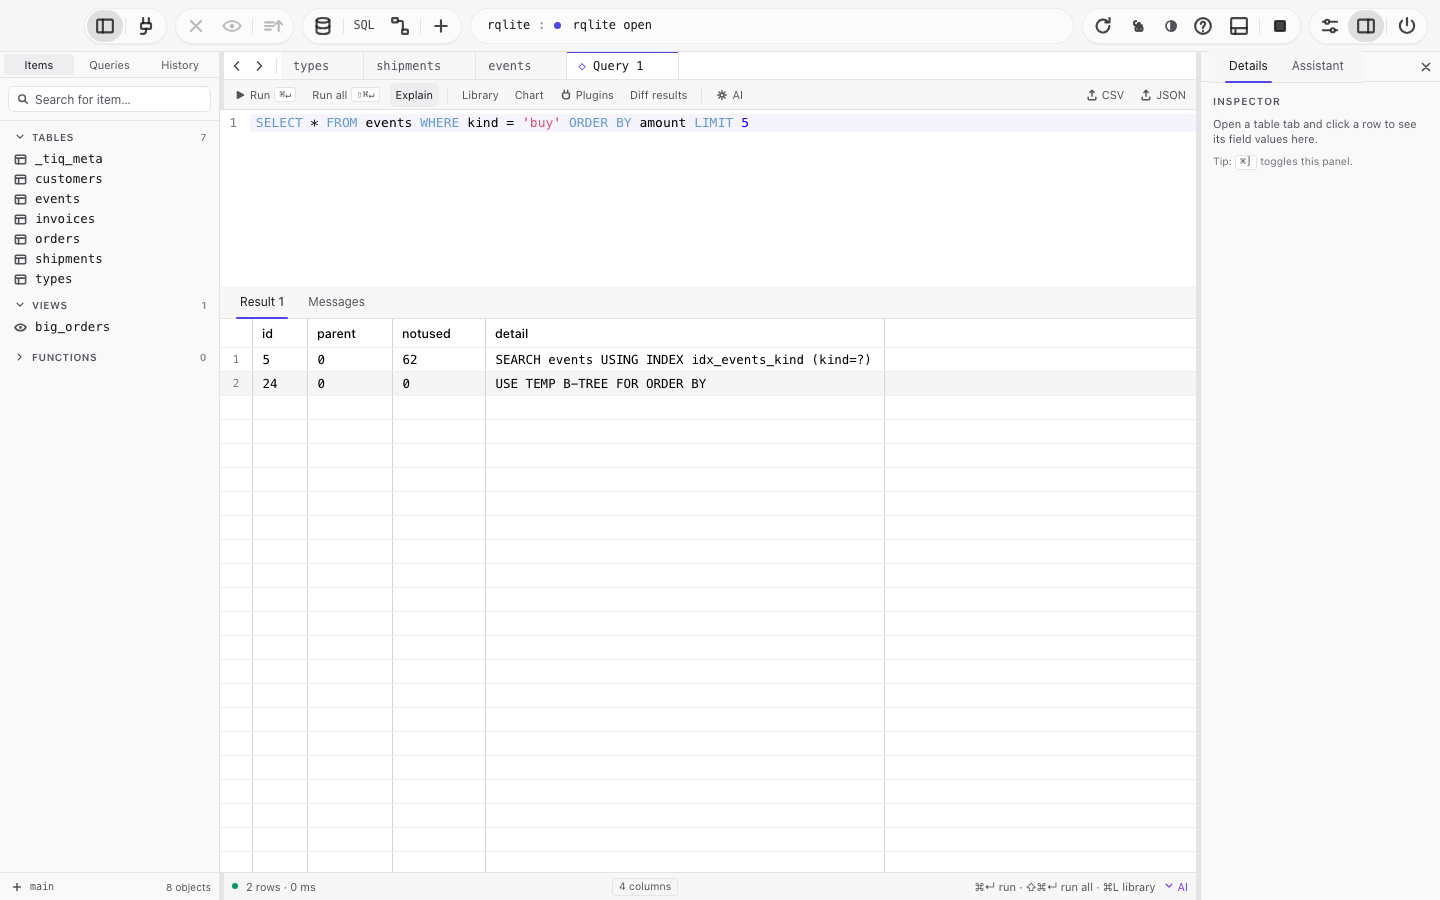 SQL
rqlite : rqlite open
Items Queries History
types shipments events Query 1
Details Assistant
Search for item...
Run ⌘↵ Run all ⇧⌘↵ Explain Library Chart Plugins Diff results AI CSV JSON
INSPECTOR
Open a table tab and click a row to see
its field values here.
Tip: ⌘] toggles this panel.
1 SELECT * FROM events WHERE kind = 'buy' ORDER BY amount LIMIT 5
TABLES 7
_tiq_meta
customers
events
invoices
orders
shipments
types
VIEWS 1
big_orders
FUNCTIONS 0
Result 1 Messages
id parent notused detail
1 5 0 62 SEARCH events USING INDEX idx_events_kind (kind=?)
2 24 0 0 USE TEMP B-TREE FOR ORDER BY
main 8 objects
2 rows · 0 ms 4 columns ⌘↵ run · ⇧⌘↵ run all · ⌘L library AI